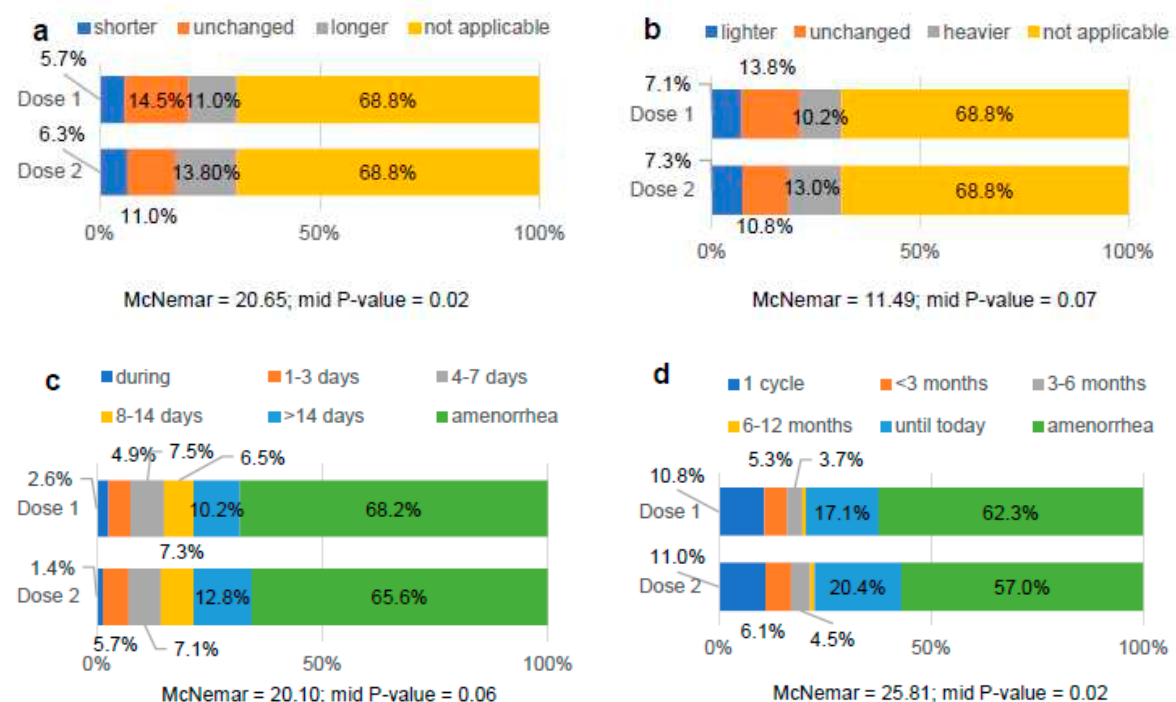 a
shorter unchanged longer not applicable
5.7%
Dose 1 14.5% 11.0% 68.8%
6.3%
Dose 2 13.80% 68.8%
11.0%
0% 50% 100%
McNemar = 20.65; mid P-value = 0.02
b
lighter unchanged heavier not applicable
7.1% 13.8%
Dose 1 10.2% 68.8%
7.3%
Dose 2 13.0% 68.8%
10.8%
0% 50% 100%
McNemar = 11.49; mid P-value = 0.07
c
during 1-3 days 4-7 days
8-14 days >14 days amenorrhea
2.6% 4.9% 7.5% 6.5%
Dose 1 10.2% 68.2%
1.4% 7.3%
Dose 2 12.8% 65.6%
5.7% 7.1%
0% 50% 100%
McNemar = 20.10; mid P-value = 0.06
d
1 cycle <3 months 3-6 months
6-12 months until today amenorrhea
10.8% 5.3% 3.7%
Dose 1 17.1% 62.3%
11.0%
Dose 2 20.4% 57.0%
6.1% 4.5%
0% 50% 100%
McNemar = 25.81; mid P-value = 0.02